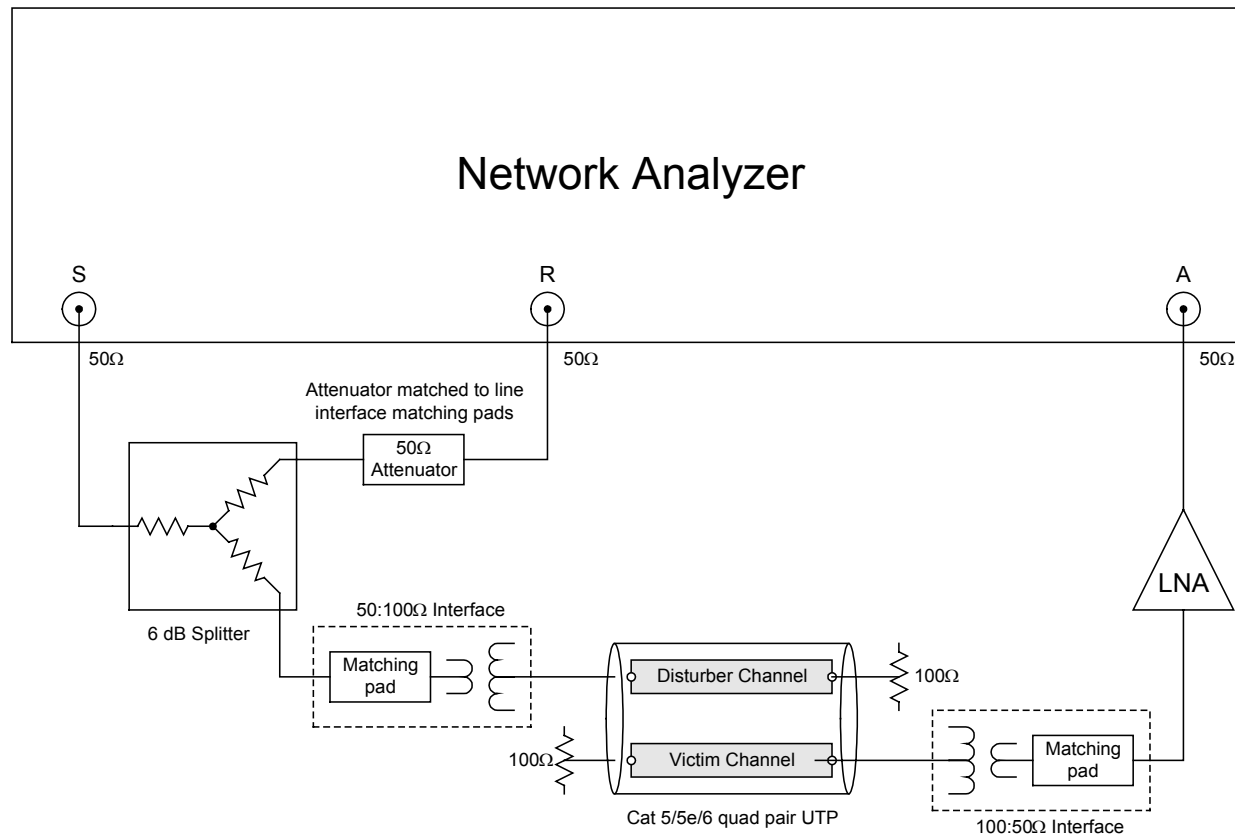 Network Analyzer
S
R
A
50Ω
50Ω
50Ω
Attenuator matched to line
interface matching pads
50Ω
Attenuator
6 dB Splitter
50:100Ω Interface
Matching
pad
Disturber Channel
100Ω
LNA
100Ω
Victim Channel
Matching
pad
Cat 5/5e/6 quad pair UTP
100:50Ω Interface